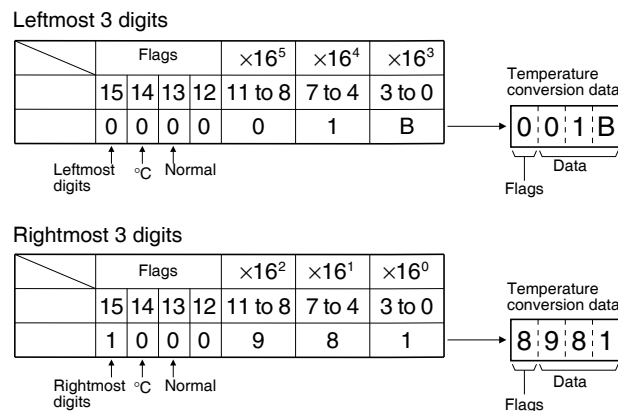 Leftmost 3 digits
Flags ×16⁵ ×16⁴ ×16³
15 14 13 12 11 to 8 7 to 4 3 to 0
0 0 0 0 0 1 B
Leftmost digits °C Normal
Temperature conversion data
0 0 1 B
Flags Data
Rightmost 3 digits
Flags ×16² ×16¹ ×16⁰
15 14 13 12 11 to 8 7 to 4 3 to 0
1 0 0 0 9 8 1
Rightmost digits °C Normal
Temperature conversion data
8 9 8 1
Flags Data